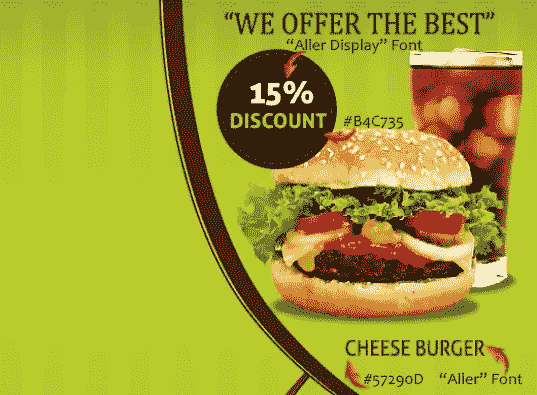 “WE OFFER THE BEST”
“Aller Display” Font
15%
DISCOUNT
#B4C735
CHEESE BURGER
#57290D “Aller” Font